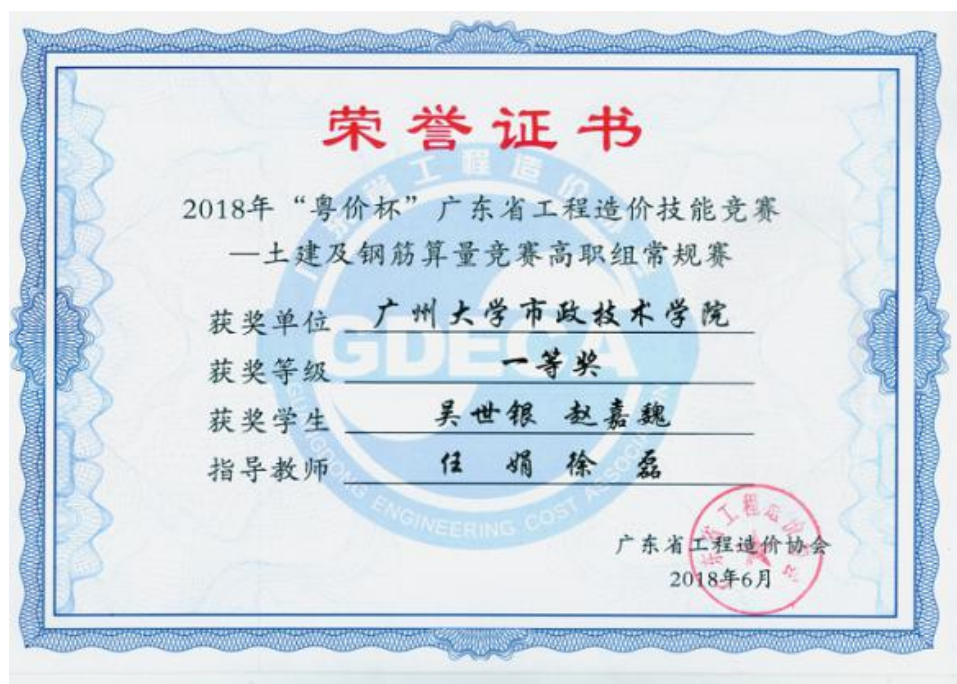 荣誉证书
2018年“粤价杯”广东省工程造价技能竞赛
—土建及钢筋算量竞赛高职组常规赛
获奖单位 广州大学市政技术学院
获奖等级 一等奖
获奖学生 吴世银 赵嘉魏
指导教师 任娟 徐磊
GDECA
广东省工程造价协会
2018年6月